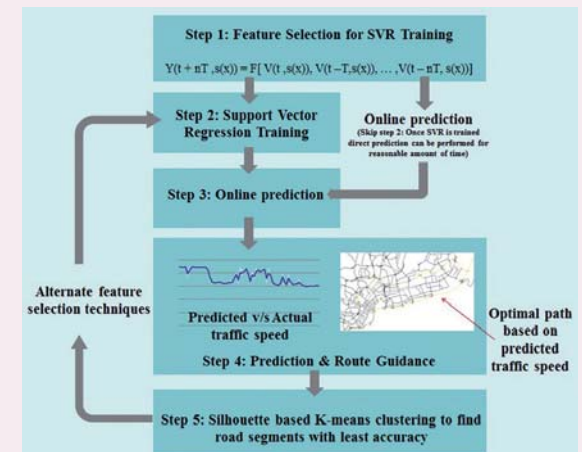 Step 1: Feature Selection for SVR Training
Y(t + nT ,s(x)) = F[ V(t ,s(x)), V(t –T,s(x)), … ,V(t – nT, s(x))]
Step 2: Support Vector
Regression Training
Online prediction
(Skip step 2: Once SVR is trained
direct prediction can be performed for
reasonable amount of time)
Step 3: Online prediction
Alternate feature
selection techniques
Predicted v/s Actual
traffic speed
Optimal path
based on
predicted
traffic speed
Step 4: Prediction & Route Guidance
Step 5: Silhouette based K-means clustering to find
road segments with least accuracy